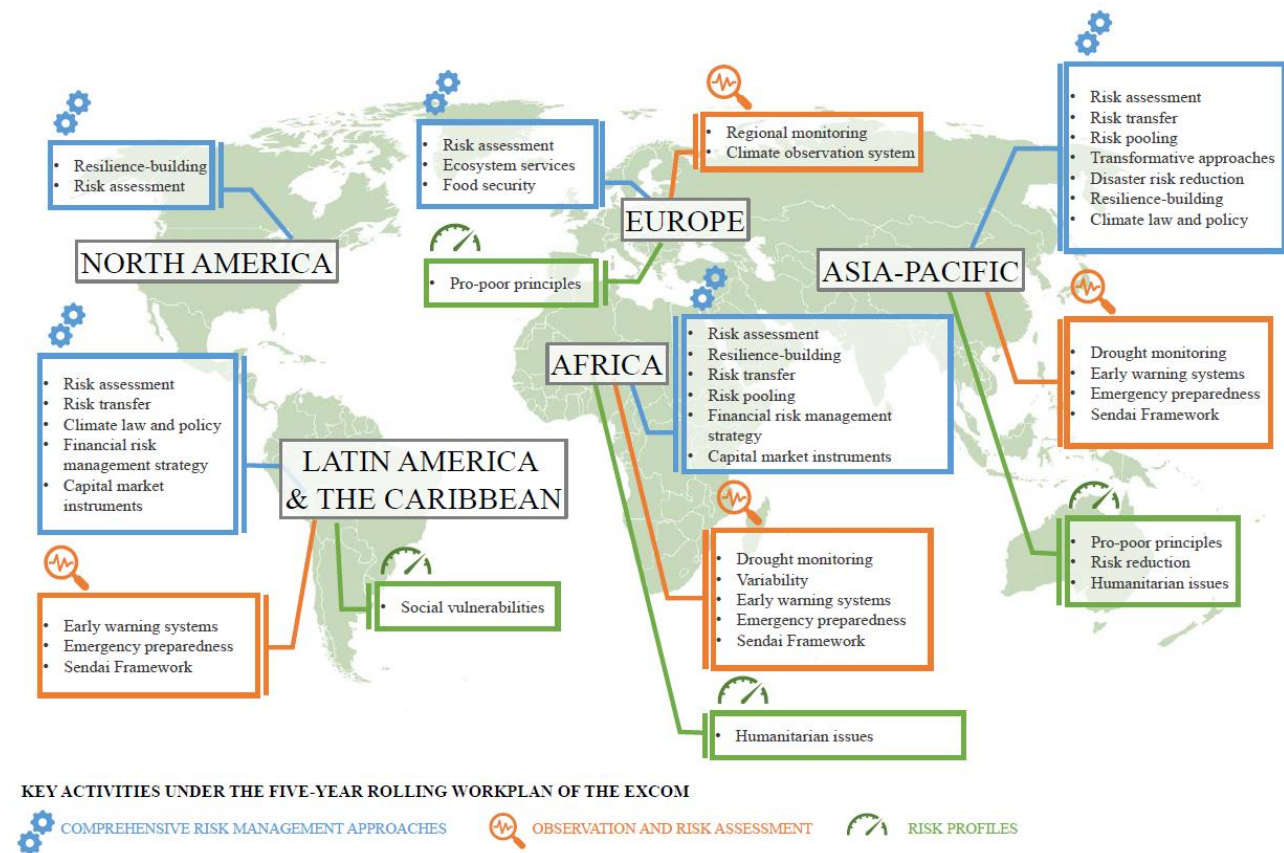 • Resilience-building
• Risk assessment
NORTH AMERICA
• Risk assessment
• Ecosystem services
• Food security
• Regional monitoring
• Climate observation system
EUROPE
• Pro-poor principles
• Risk assessment
• Risk transfer
• Risk pooling
• Transformative approaches
• Disaster risk reduction
• Resilience-building
• Climate law and policy
ASIA-PACIFIC
• Drought monitoring
• Early warning systems
• Emergency preparedness
• Sendai Framework
• Pro-poor principles
• Risk reduction
• Humanitarian issues
• Risk assessment
• Risk transfer
• Climate law and policy
• Financial risk
management strategy
• Capital market
instruments
LATIN AMERICA
& THE CARIBBEAN
• Early warning systems
• Emergency preparedness
• Sendai Framework
• Social vulnerabilities
AFRICA
• Risk assessment
• Resilience-building
• Risk transfer
• Risk pooling
• Financial risk management
strategy
• Capital market instruments
• Drought monitoring
• Variability
• Early warning systems
• Emergency preparedness
• Sendai Framework
• Humanitarian issues
KEY ACTIVITIES UNDER THE FIVE-YEAR ROLLING WORKPLAN OF THE EXCOM
COMPREHENSIVE RISK MANAGEMENT APPROACHES
OBSERVATION AND RISK ASSESSMENT
RISK PROFILES